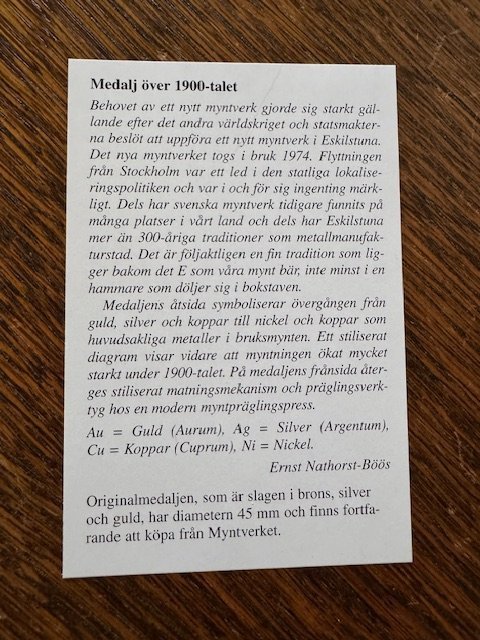 Medalj över 1900-talet
Behovet av ett nytt myntverk gjorde sig starkt gäl-
lande efter det andra världskriget och statsmakter-
na beslöt att uppföra ett nytt myntverk i Eskilstuna.
Det nya myntverket togs i bruk 1974. Flyttningen
från Stockholm var ett led i den statliga lokalise-
ringspolitiken och var i och för sig ingenting märk-
ligt. Dels har svenska myntverk tidigare funnits på
många platser i vårt land och dels har Eskilstuna
mer än 300-åriga traditioner som metallmanufak-
turstad. Det är följaktligen en fin tradition som lig-
ger bakom det E som våra mynt bär, inte minst i en
hammare som döljer sig i bokstaven.
Medaljens åtsida symboliserar övergången från
guld, silver och koppar till nickel och koppar som
huvudsakliga metaller i bruksmynten. Ett stiliserat
diagram visar vidare att myntningen ökat mycket
starkt under 1900-talet. På medaljens frånsida åter-
ges stiliserat matningsmekanism och präglingsverk-
tyg hos en modern myntpräglingspress.
Au = Guld (Aurum), Ag = Silver (Argentum),
Cu = Koppar (Cuprum), Ni = Nickel.
Ernst Nathorst-Böös
Originalmedaljen, som är slagen i brons, silver
och guld, har diametern 45 mm och finns fortfa-
rande att köpa från Myntverket.